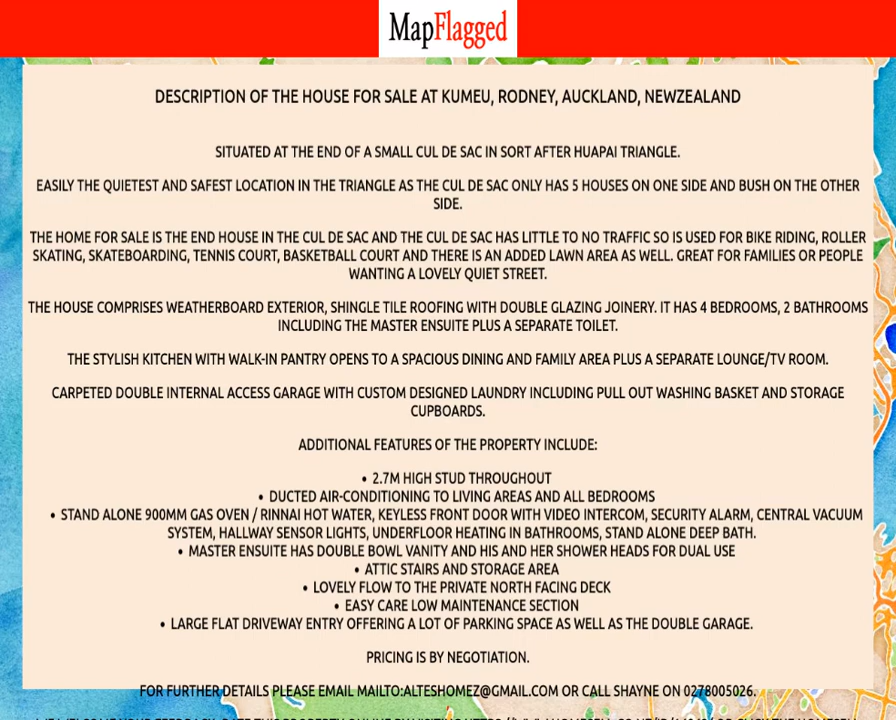 MapFlagged
DESCRIPTION OF THE HOUSE FOR SALE AT KUMEU, RODNEY, AUCKLAND, NEWZEALAND
SITUATED AT THE END OF A SMALL CUL DE SAC IN SORT AFTER HUAPAI TRIANGLE.
EASILY THE QUIETEST AND SAFEST LOCATION IN THE TRIANGLE AS THE CUL DE SAC ONLY HAS 5 HOUSES ON ONE SIDE AND BUSH ON THE OTHER
SIDE.
THE HOME FOR SALE IS THE END HOUSE IN THE CUL DE SAC AND THE CUL DE SAC HAS LITTLE TO NO TRAFFIC SO IS USED FOR BIKE RIDING, ROLLER
SKATING, SKATEBOARDING, TENNIS COURT, BASKETBALL COURT AND THERE IS AN ADDED LAWN AREA AS WELL. GREAT FOR FAMILIES OR PEOPLE
WANTING A LOVELY QUIET STREET.
THE HOUSE COMPRISES WEATHERBOARD EXTERIOR, SHINGLE TILE ROOFING WITH DOUBLE GLAZING JOINERY. IT HAS 4 BEDROOMS, 2 BATHROOMS
INCLUDING THE MASTER ENSUITE PLUS A SEPARATE TOILET.
THE STYLISH KITCHEN WITH WALK-IN PANTRY OPENS TO A SPACIOUS DINING AND FAMILY AREA PLUS A SEPARATE LOUNGE/TV ROOM.
CARPETED DOUBLE INTERNAL ACCESS GARAGE WITH CUSTOM DESIGNED LAUNDRY INCLUDING PULL OUT WASHING BASKET AND STORAGE
CUPBOARDS.
ADDITIONAL FEATURES OF THE PROPERTY INCLUDE:
• 2.7M HIGH STUD THROUGHOUT
• DUCTED AIR-CONDITIONING TO LIVING AREAS AND ALL BEDROOMS
• STAND ALONE 900MM GAS OVEN / RINNAI HOT WATER, KEYLESS FRONT DOOR WITH VIDEO INTERCOM, SECURITY ALARM, CENTRAL VACUUM
SYSTEM, HALLWAY SENSOR LIGHTS, UNDERFLOOR HEATING IN BATHROOMS, STAND ALONE DEEP BATH.
• MASTER ENSUITE HAS DOUBLE BOWL VANITY AND HIS AND HER SHOWER HEADS FOR DUAL USE
• ATTIC STAIRS AND STORAGE AREA
• LOVELY FLOW TO THE PRIVATE NORTH FACING DECK
• EASY CARE LOW MAINTENANCE SECTION
• LARGE FLAT DRIVEWAY ENTRY OFFERING A LOT OF PARKING SPACE AS WELL AS THE DOUBLE GARAGE.
PRICING IS BY NEGOTIATION.
FOR FURTHER DETAILS PLEASE EMAIL MAILTO:ALTESHOMEZ@GMAIL.COM OR CALL SHAYNE ON 0278005026.